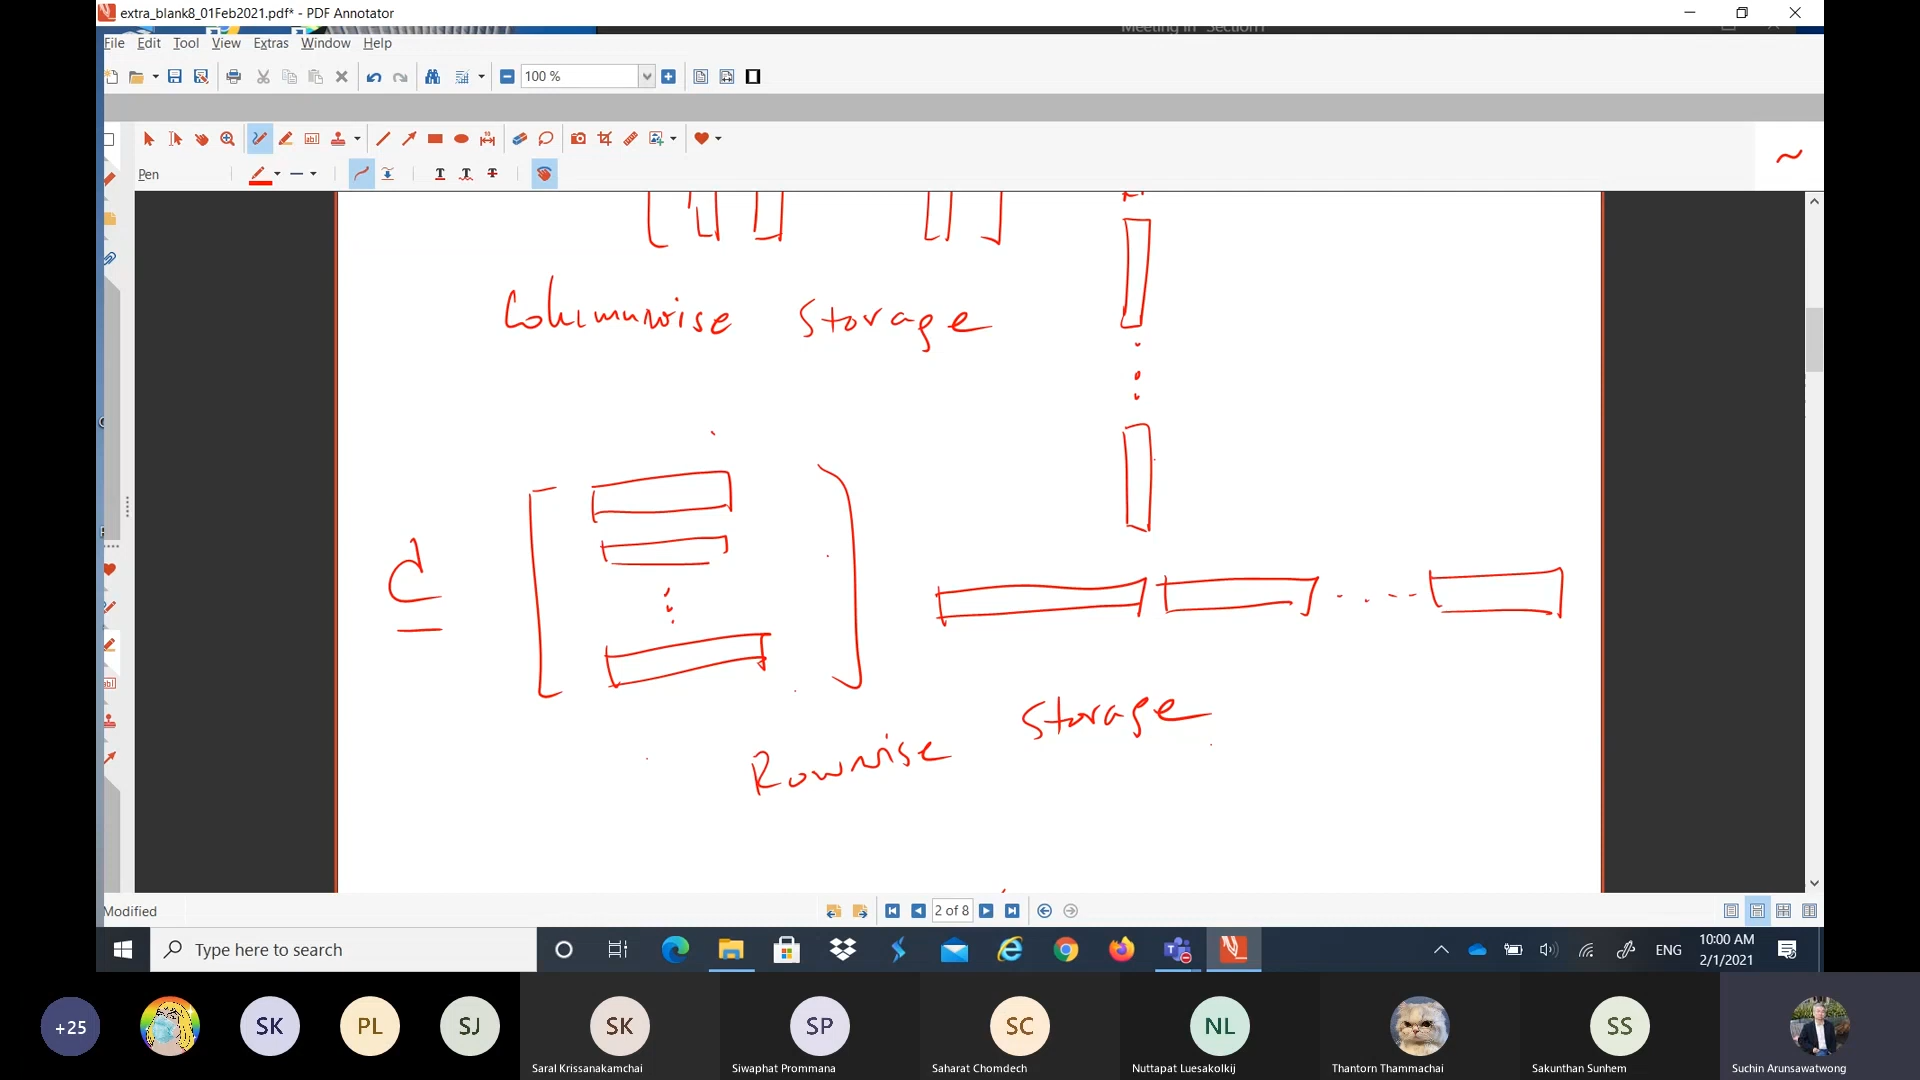 extra_blank8_01Feb2021.pdf* - PDF Annotator
File Edit Tool View Extras Window Help
100 %
Pen
Columnwise Storage
C
Rowwise Storage
Modified
2 of 8
Type here to search
ENG
10:00 AM
2/1/2021
+25
SK
PL
SJ
SK
SP
SC
NL
SS
Saral Krissanakamchai
Siwaphat Prommana
Saharat Chomdech
Nuttapat Luesakolkij
Thantorn Thammachai
Sakunthan Sunhem
Suchin Arunsawatwong